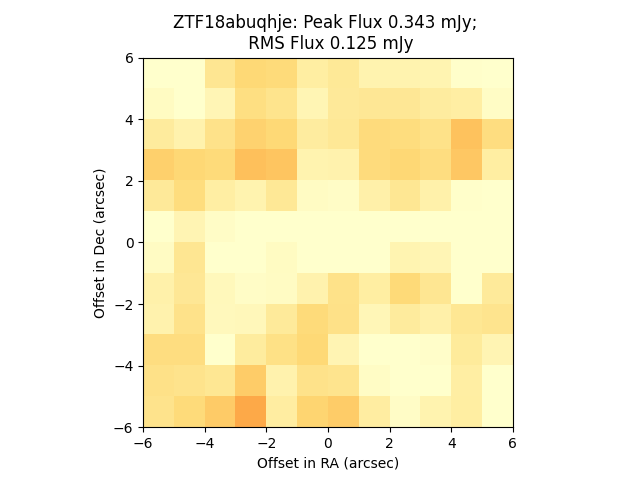 ZTF18abuqhje: Peak Flux 0.343 mJy;
RMS Flux 0.125 mJy
6
4
2
0
−2
−4
−6
Offset in Dec (arcsec)
−6 −4 −2 0 2 4 6
Offset in RA (arcsec)